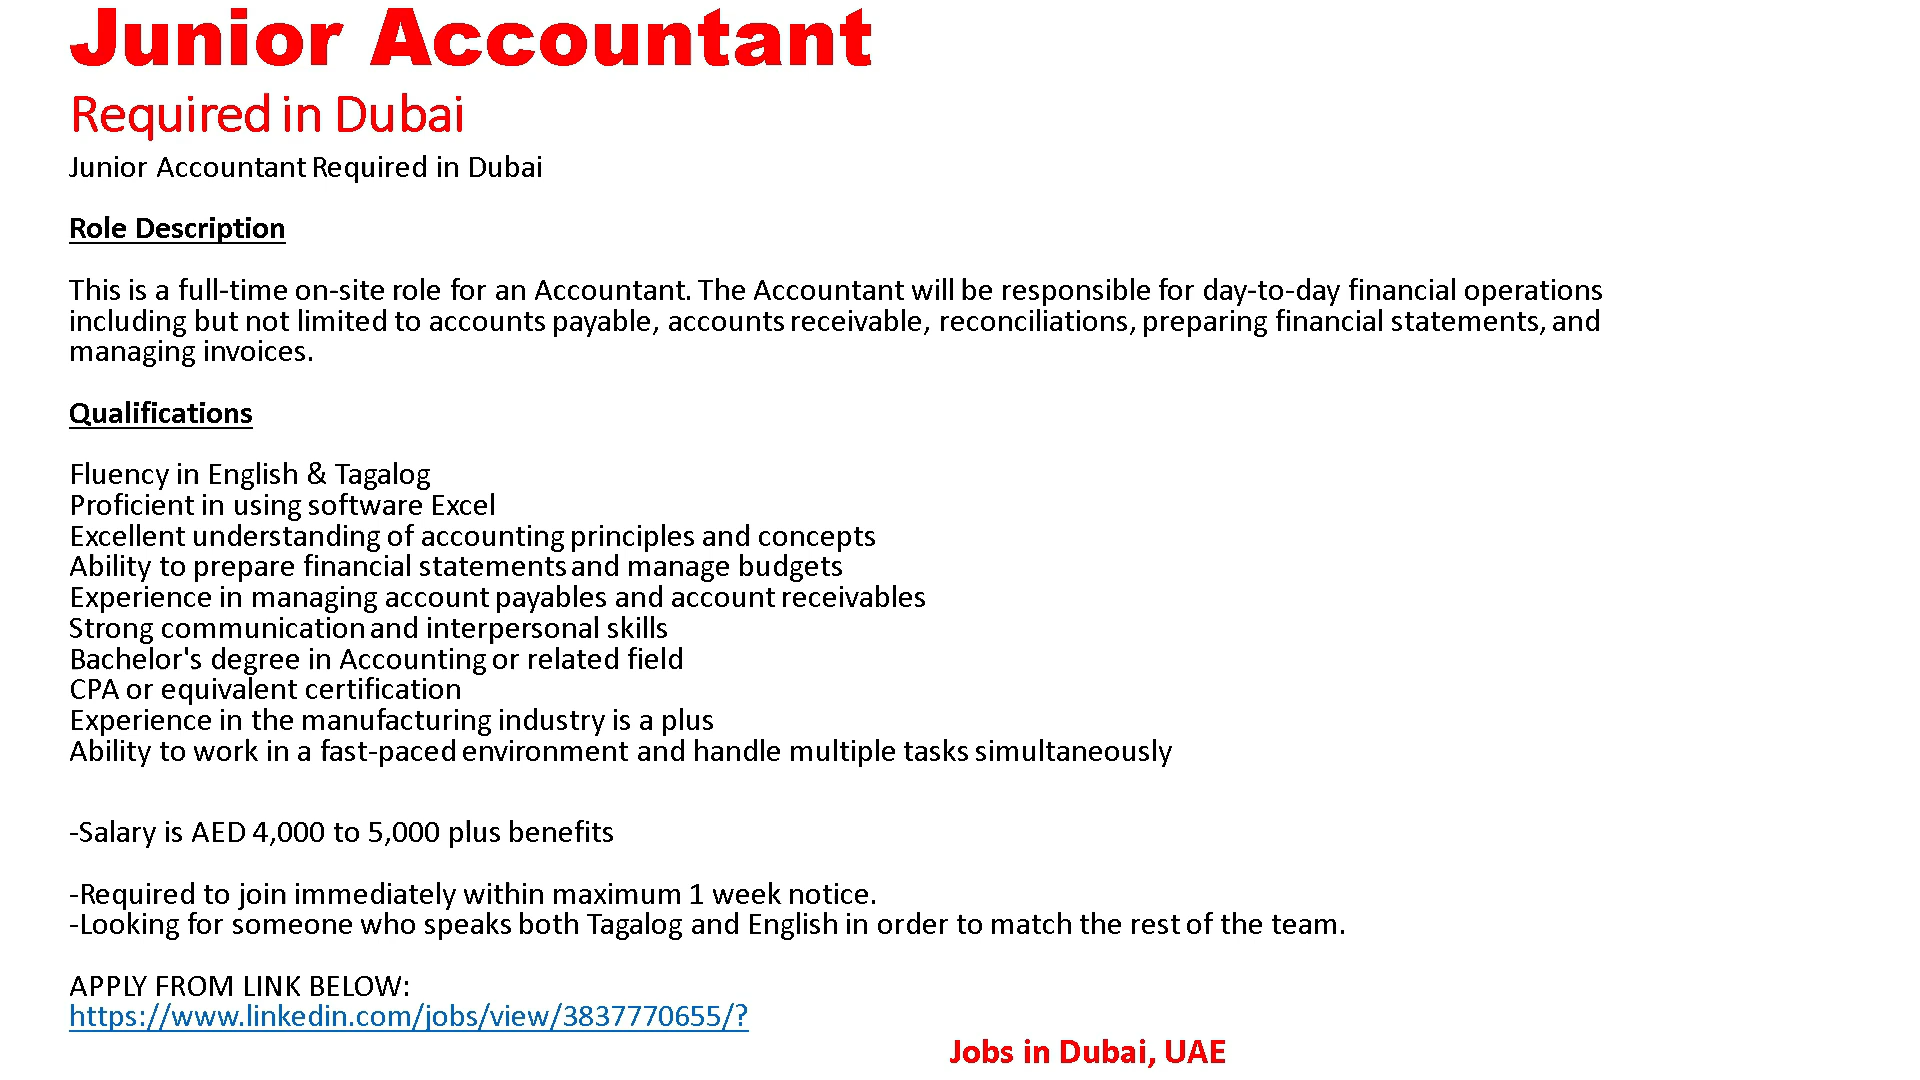 Junior Accountant
Required in Dubai
Junior Accountant Required in Dubai
Role Description
This is a full-time on-site role for an Accountant. The Accountant will be responsible for day-to-day financial operations
including but not limited to accounts payable, accounts receivable, reconciliations, preparing financial statements, and
managing invoices.
Qualifications
Fluency in English & Tagalog
Proficient in using software Excel
Excellent understanding of accounting principles and concepts
Ability to prepare financial statements and manage budgets
Experience in managing account payables and account receivables
Strong communication and interpersonal skills
Bachelor's degree in Accounting or related field
CPA or equivalent certification
Experience in the manufacturing industry is a plus
Ability to work in a fast-paced environment and handle multiple tasks simultaneously
-Salary is AED 4,000 to 5,000 plus benefits
-Required to join immediately within maximum 1 week notice.
-Looking for someone who speaks both Tagalog and English in order to match the rest of the team.
APPLY FROM LINK BELOW:
https://www.linkedin.com/jobs/view/3837770655/?
Jobs in Dubai, UAE